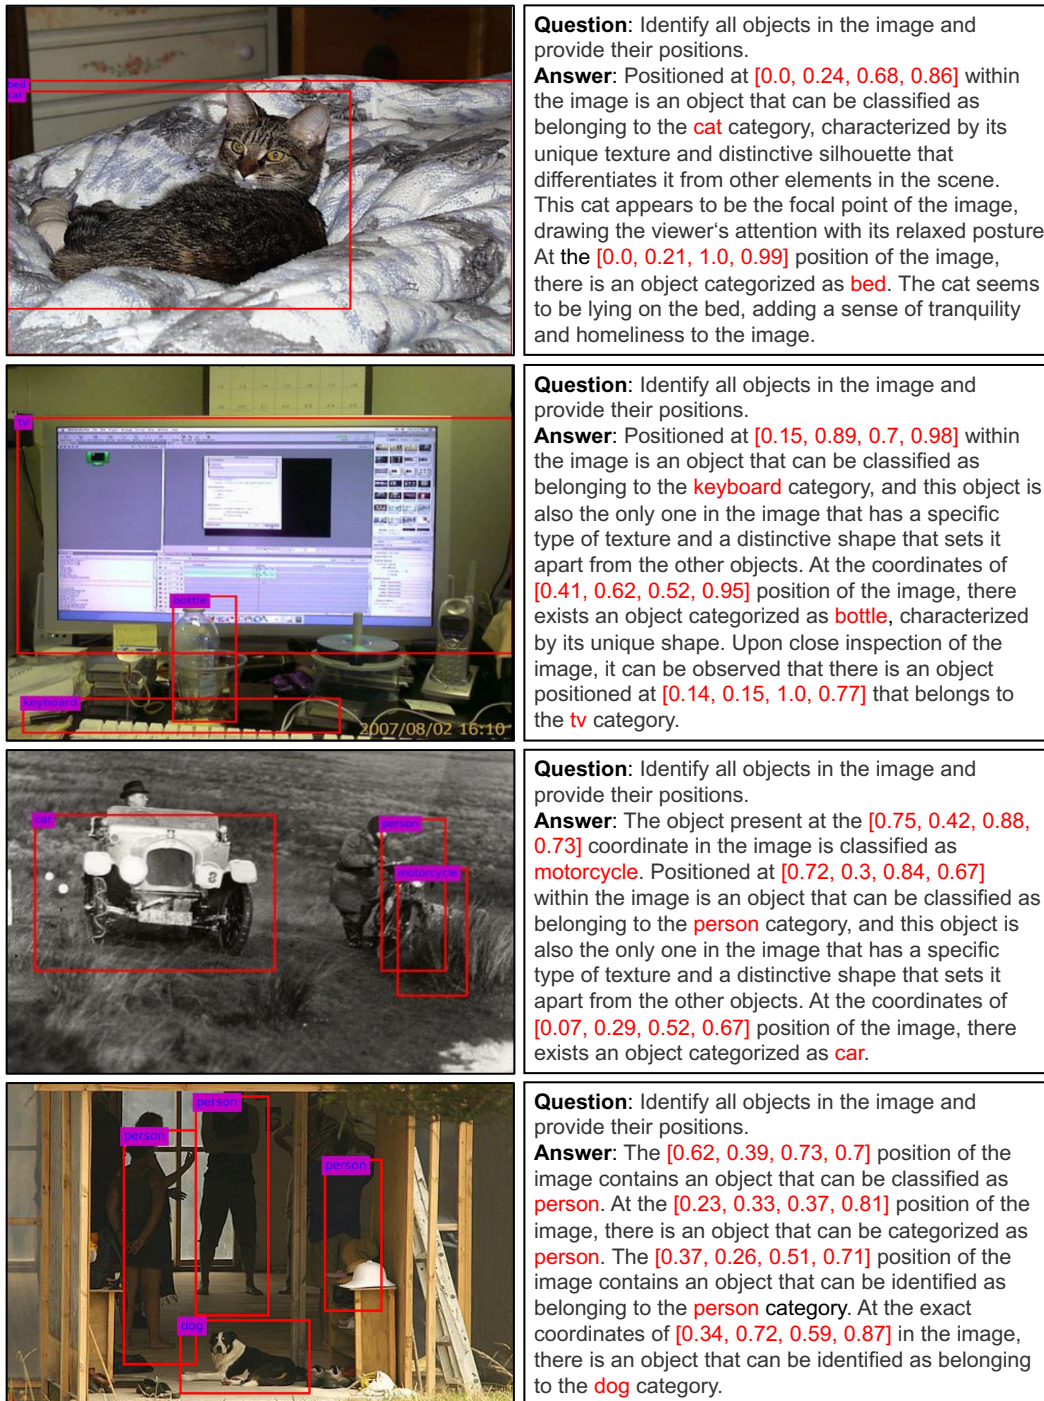 bed
cat
Question: Identify all objects in the image and
provide their positions.
Answer: Positioned at [0.0, 0.24, 0.68, 0.86] within
the image is an object that can be classified as
belonging to the cat category, characterized by its
unique texture and distinctive silhouette that
differentiates it from other elements in the scene.
This cat appears to be the focal point of the image,
drawing the viewer‘s attention with its relaxed posture
At the [0.0, 0.21, 1.0, 0.99] position of the image,
there is an object categorized as bed. The cat seems
to be lying on the bed, adding a sense of tranquility
and homeliness to the image.
tv
bottle
keyboard
2007/08/02 16:10
Question: Identify all objects in the image and
provide their positions.
Answer: Positioned at [0.15, 0.89, 0.7, 0.98] within
the image is an object that can be classified as
belonging to the keyboard category, and this object is
also the only one in the image that has a specific
type of texture and a distinctive shape that sets it
apart from the other objects. At the coordinates of
[0.41, 0.62, 0.52, 0.95] position of the image, there
exists an object categorized as bottle, characterized
by its unique shape. Upon close inspection of the
image, it can be observed that there is an object
positioned at [0.14, 0.15, 1.0, 0.77] that belongs to
the tv category.
car
person
motorcycle
Question: Identify all objects in the image and
provide their positions.
Answer: The object present at the [0.75, 0.42, 0.88,
0.73] coordinate in the image is classified as
motorcycle. Positioned at [0.72, 0.3, 0.84, 0.67]
within the image is an object that can be classified as
belonging to the person category, and this object is
also the only one in the image that has a specific
type of texture and a distinctive shape that sets it
apart from the other objects. At the coordinates of
[0.07, 0.29, 0.52, 0.67] position of the image, there
exists an object categorized as car.
person
person
person
dog
Question: Identify all objects in the image and
provide their positions.
Answer: The [0.62, 0.39, 0.73, 0.7] position of the
image contains an object that can be classified as
person. At the [0.23, 0.33, 0.37, 0.81] position of the
image, there is an object that can be categorized as
person. The [0.37, 0.26, 0.51, 0.71] position of the
image contains an object that can be identified as
belonging to the person category. At the exact
coordinates of [0.34, 0.72, 0.59, 0.87] in the image,
there is an object that can be identified as belonging
to the dog category.